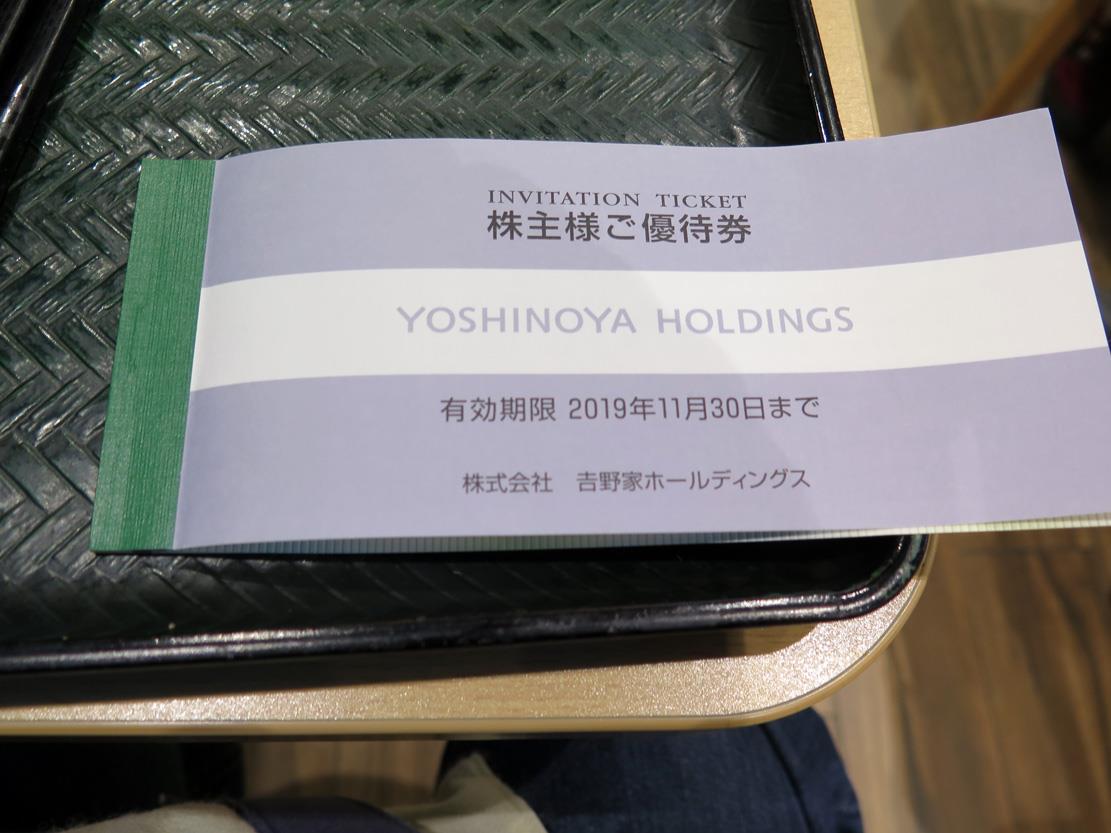 INVITATION TICKET
株主様ご優待券
YOSHINOYA HOLDINGS
有効期限 2019年11月30日まで
株式会社　吉野家ホールディングス